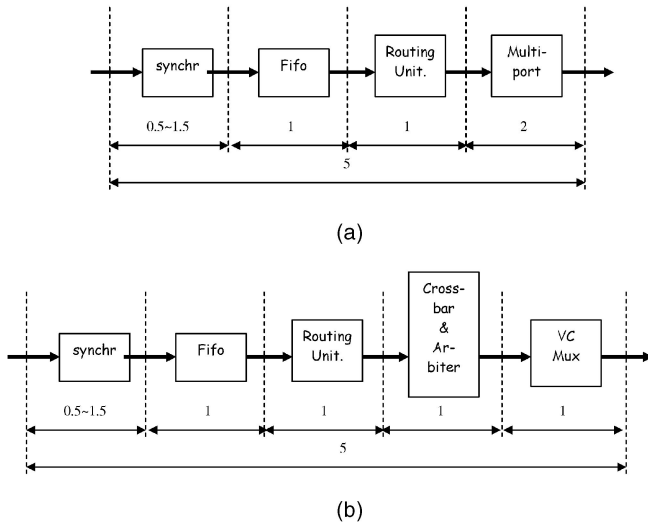 synchr
Fifo
Routing
Unit.
Multi-
port
0.5~1.5
1
1
2
5
(a)
synchr
Fifo
Routing
Unit.
Cross-
bar
&
Ar-
biter
VC
Mux
0.5~1.5
1
1
1
1
5
(b)